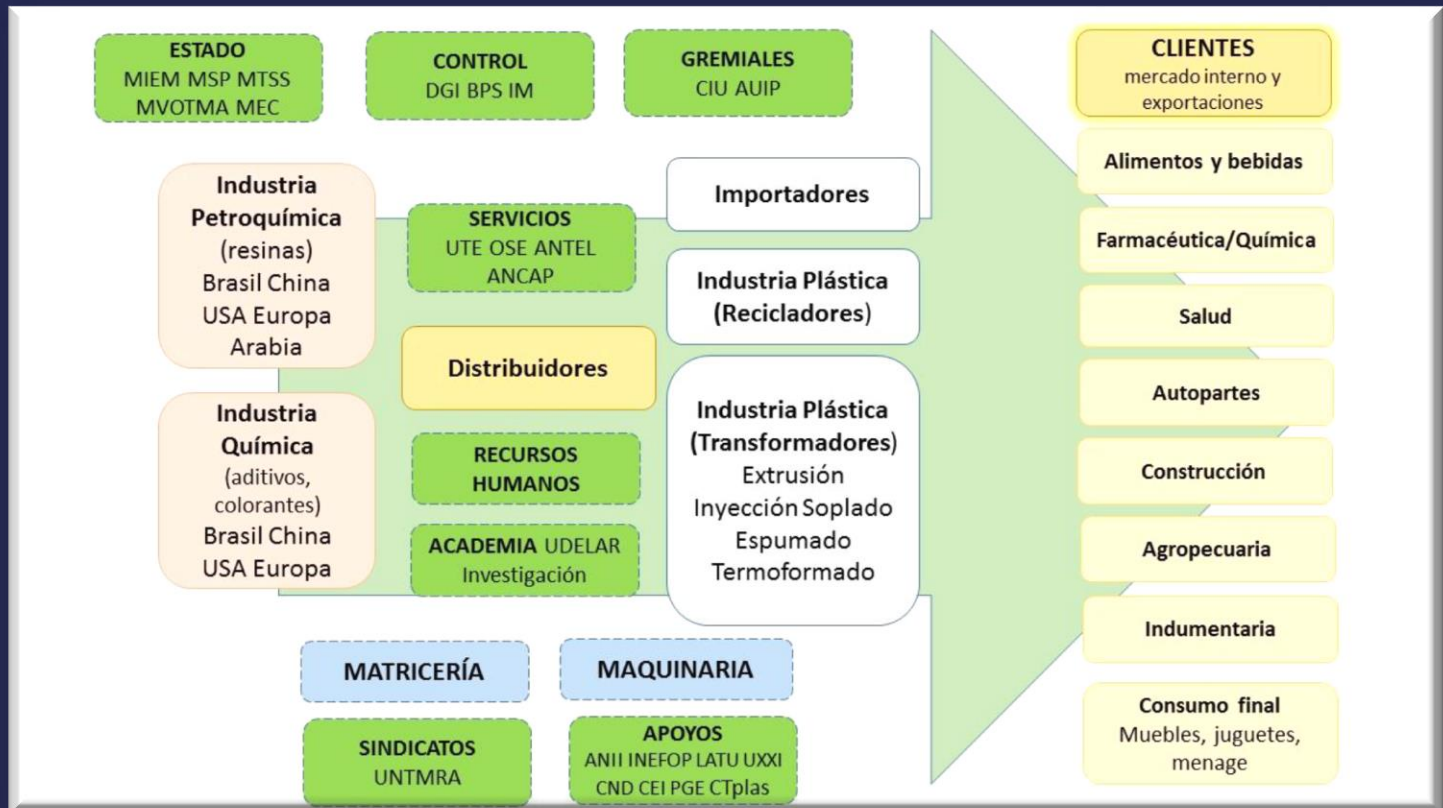 ESTADO
MIEM MSP MTSS
MVOTMA MEC
CONTROL
DGI BPS IM
GREMIALES
CIU AUIP
CLIENTES
mercado interno y
exportaciones
Industria
Petroquímica
(resinas)
Brasil China
USA Europa
Arabia
Industria
Química
(aditivos,
colorantes)
Brasil China
USA Europa
SERVICIOS
UTE OSE ANTEL
ANCAP
Distribuidores
RECURSOS
HUMANOS
ACADEMIA UDELAR
Investigación
Importadores
Industria Plástica
(Recicladores)
Industria Plástica
(Transformadores)
Extrusión
Inyección Soplado
Espumado
Termoformado
MATRICERÍA
MAQUINARIA
SINDICATOS
UNTMRA
APOYOS
ANII INEFOP LATU UXXI
CND CEI PGE CTplas
Alimentos y bebidas
Farmacéutica/Química
Salud
Autopartes
Construcción
Agropecuaria
Indumentaria
Consumo final
Muebles, juguetes,
menage